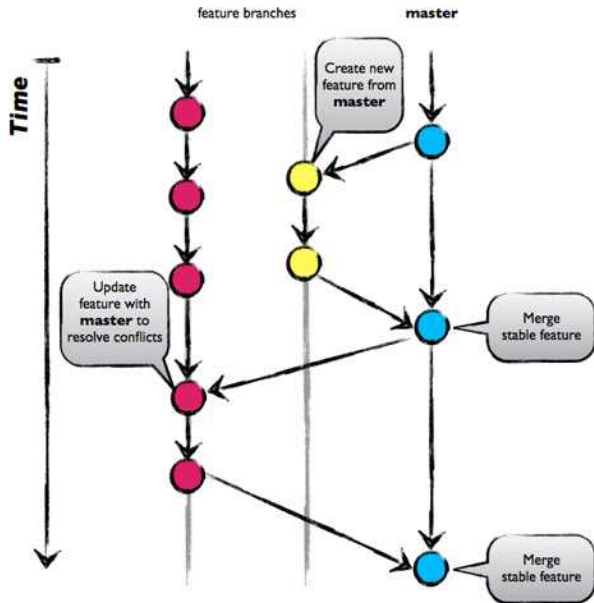 feature branches
master
Time
Create new
feature from
master
Update
feature with
master to
resolve conflicts
Merge
stable feature
Merge
stable feature